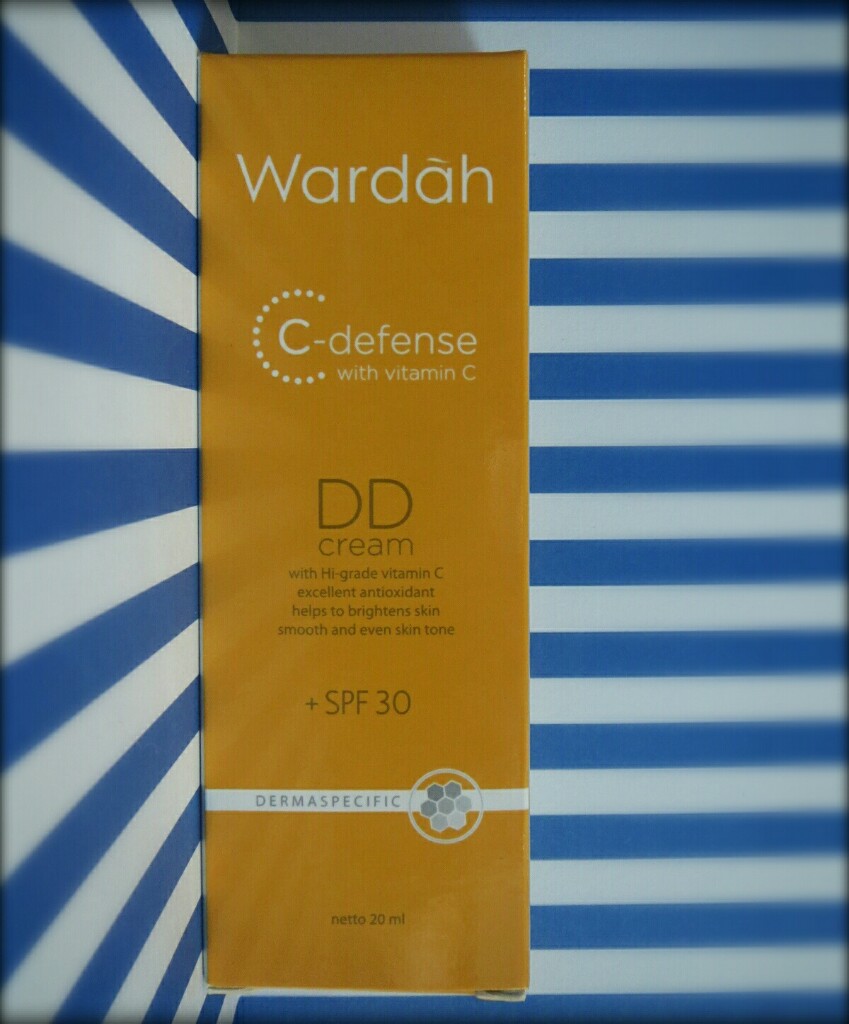 Wardàh
C-defense
with vitamin C
DD
cream
with Hi-grade vitamin C
excellent antioxidant
helps to brightens skin
smooth and even skin tone
+ SPF 30
DERMASPECIFIC
netto 20 ml